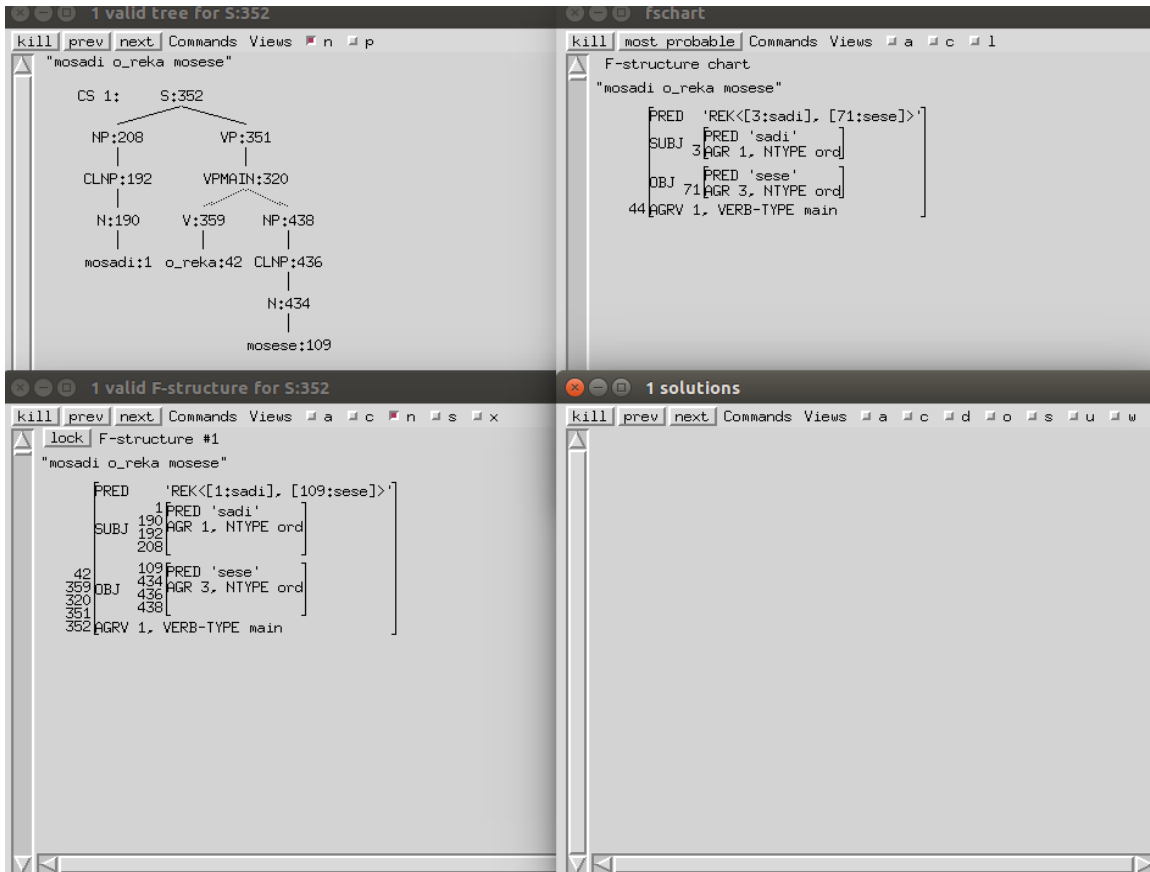 1 valid tree for S:352
kill prev next Commands Views n p
"mosadi o_reka mosese"
CS 1: S:352
NP:208 VP:351
CLNP:192 VPMAIN:320
N:190 V:359 NP:438
mosadi:1 o_reka:42 CLNP:436
N:434
mosese:109
fschart
kill most probable Commands Views a c l
F-structure chart
"mosadi o_reka mosese"
PRED 'REK<[3:sadi], [71:sese]>'
PRED 'sadi'
SUBJ
3 AGR 1, NTYPE ord
PRED 'sese'
OBJ
71 AGR 3, NTYPE ord
44 AGRV 1, VERB-TYPE main
1 valid F-structure for S:352
kill prev next Commands Views a c n s x
lock F-structure #1
"mosadi o_reka mosese"
PRED 'REK<[1:sadi], [109:sese]>'
1 PRED 'sadi'
SUBJ 190 AGR 1, NTYPE ord
192
208
109 PRED 'sese'
42
359 OBJ 434 AGR 3, NTYPE ord
320 436
351 438
352 AGRV 1, VERB-TYPE main
1 solutions
kill prev next Commands Views a c d o s u w